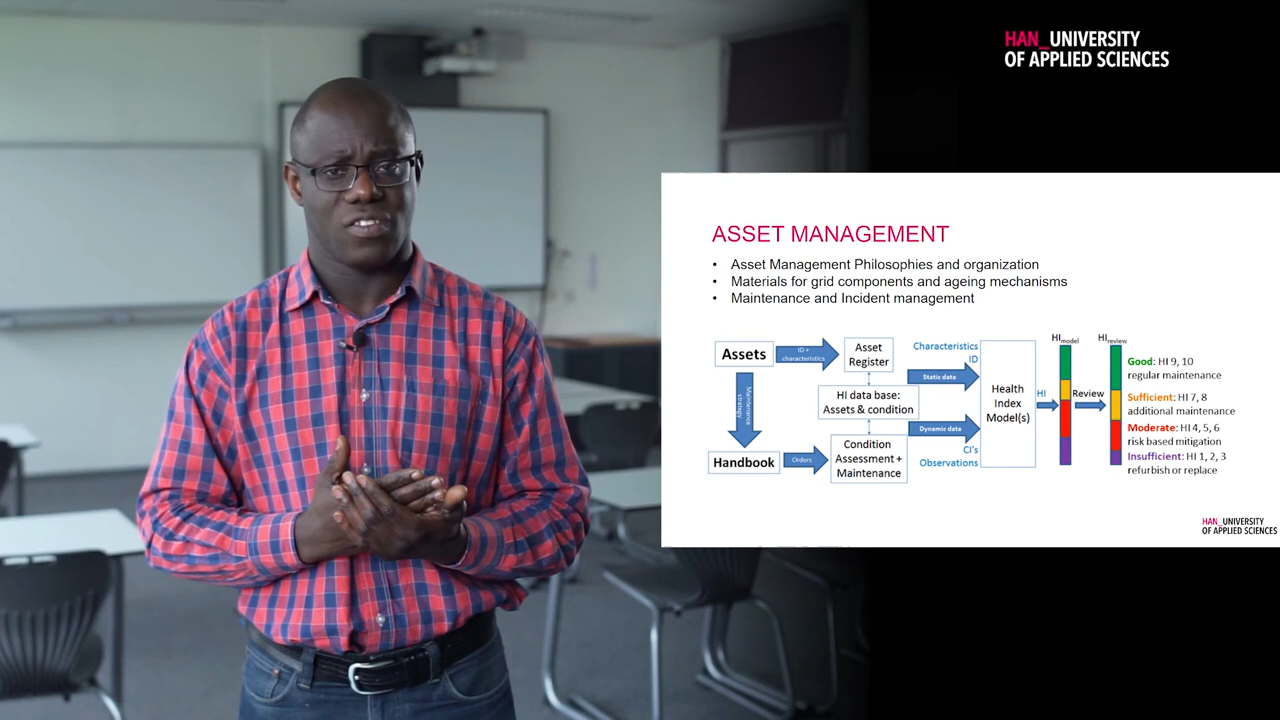 HAN_UNIVERSITY
OF APPLIED SCIENCES
ASSET MANAGEMENT
• Asset Management Philosophies and organization
• Materials for grid components and ageing mechanisms
• Maintenance and Incident management
Assets
ID +
characteristics
Asset
Register
Characteristics
ID
Static data
HI data base:
Assets & condition
Maintenance
strategy
Dynamic data
Handbook
Orders
Condition
Assessment +
Maintenance
CI's
Observations
Health
Index
Model(s)
HI
HImodel
Review
HIreview
Good: HI 9, 10
regular maintenance
Sufficient: HI 7, 8
additional maintenance
Moderate: HI 4, 5, 6
risk based mitigation
Insufficient: HI 1, 2, 3
refurbish or replace
HAN_UNIVERSITY
OF APPLIED SCIENCES